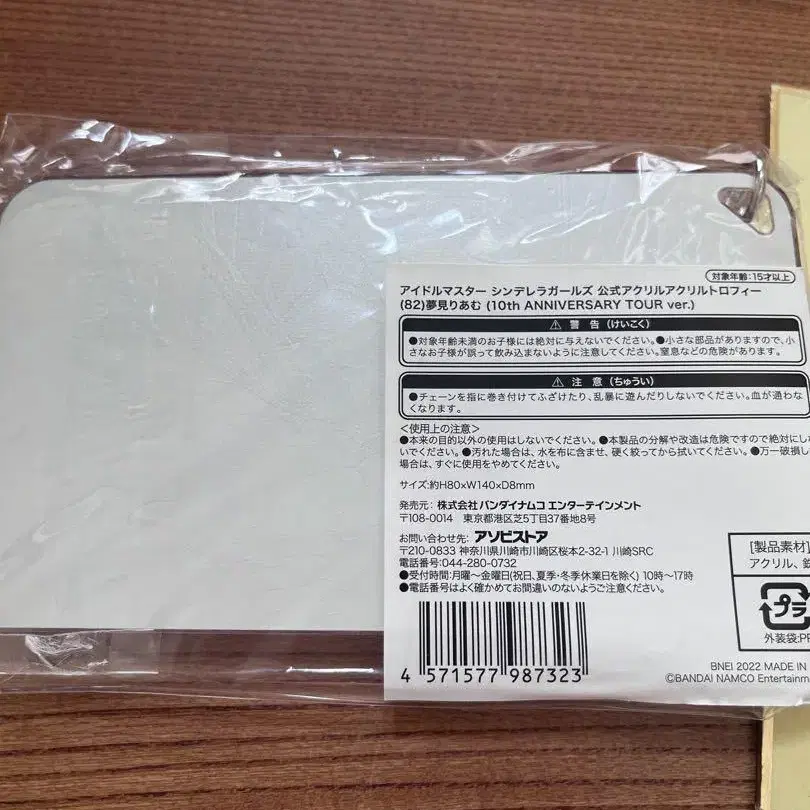 対象年齢:15才以上
アイドルマスター シンデレラガールズ 公式アクリルアクリルトロフィー
(82)夢見りあむ (10th ANNIVERSARY TOUR ver.)
⚠ 警 告 (けいこく)
●対象年齢未満のお子様には絶対に与えないでください。●小さな部品がありますので、小
さなお子様が誤って飲み込まないように注意してください。窒息などの危険があります。
⚠ 注 意 (ちゅうい)
●チェーンを指に巻き付けてふざけたり、乱暴に遊んだりしないでください。血が通わな
くなります。
<使用上の注意>
●本来の目的以外の使用はしないでください。●本製品の分解や改造は危険ですので絶対にし
いでください。●汚れた場合は、水を布に含ませ、硬く絞ってから拭いてください。●万一破損し
場合は、すぐに使用をやめてください。
サイズ:約H80×W140×D8mm
発売元: 株式会社 バンダイナムコ エンターテインメント
〒108-0014 東京都港区芝5丁目37番地8号
お問い合わせ先: アソビストア
〒210-0833 神奈川県川崎市川崎区桜本2-32-1 川崎SRC
電話番号:044-280-0732
●受付時間:月曜~金曜日(祝日、夏季・冬季休業日を除く) 10時~17時
●電話番号はよく確かめてお間違いのないようご注意ください。
[製品素材]
アクリル、
プラ
外装袋:PP
4 571577 987323
BNEI 2022 MADE IN
©BANDAI NAMCO Entertainm